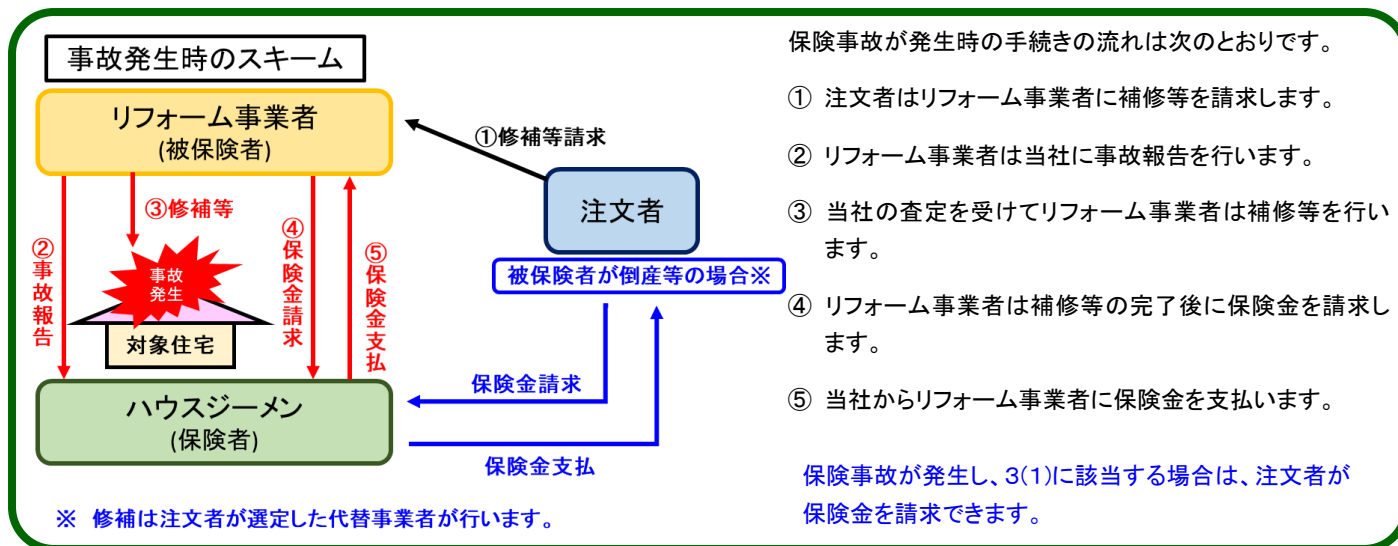 事故発生時のスキーム
リフォーム事業者
(被保険者)
①修補等請求
注文者
被保険者が倒産等の場合※
②事故報告
③修補等
④保険金請求
⑤保険金支払
事故
発生
対象住宅
保険金請求
ハウスジーメン
(保険者)
保険金支払
※ 修補は注文者が選定した代替事業者が行います。
保険事故が発生時の手続きの流れは次のとおりです。
① 注文者はリフォーム事業者に補修等を請求します。
② リフォーム事業者は当社に事故報告を行います。
③ 当社の査定を受けてリフォーム事業者は補修等を行い
ます。
④ リフォーム事業者は補修等の完了後に保険金を請求し
ます。
⑤ 当社からリフォーム事業者に保険金を支払います。
保険事故が発生し、3(1)に該当する場合は、注文者が
保険金を請求できます。